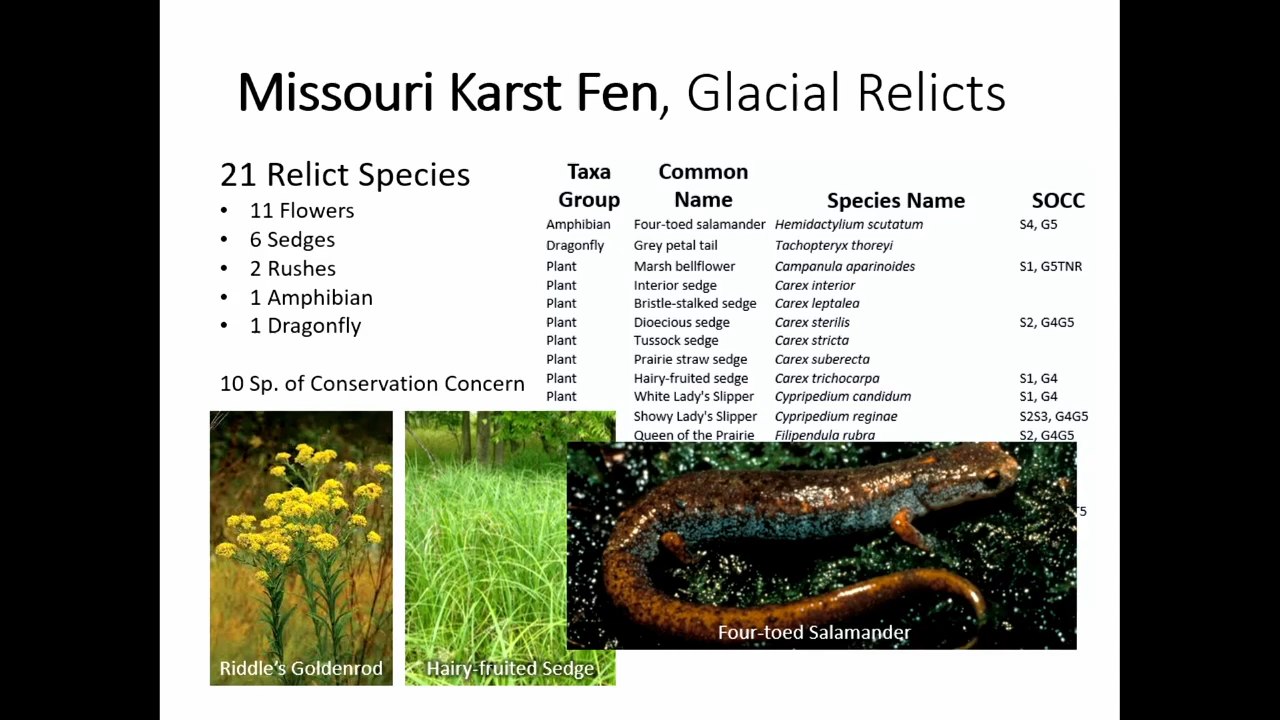 Missouri Karst Fen, Glacial Relicts
21 Relict Species
• 11 Flowers
• 6 Sedges
• 2 Rushes
• 1 Amphibian
• 1 Dragonfly
10 Sp. of Conservation Concern
Taxa Group Common Name Species Name SOCC
Amphibian Four-toed salamander Hemidactylium scutatum S4, G5
Dragonfly Grey petal tail Tachopteryx thoreyi
Plant Marsh bellflower Campanula aparinoides S1, G5TNR
Plant Interior sedge Carex interior
Plant Bristle-stalked sedge Carex leptalea
Plant Dioecious sedge Carex sterilis S2, G4G5
Plant Tussock sedge Carex stricta
Plant Prairie straw sedge Carex suberecta
Plant Hairy-fruited sedge Carex trichocarpa S1, G4
Plant White Lady's Slipper Cypripedium candidum S1, G4
Showy Lady's Slipper Cypripedium reginae S2S3, G4G5
Queen of the Prairie Filipendula rubra S2, G4G5
Riddle's Goldenrod
Hairy-fruited Sedge
Four-toed Salamander